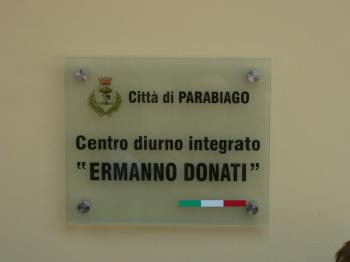 Città di PARABIAGO
Centro diurno integrato
"ERMANNO DONATI"